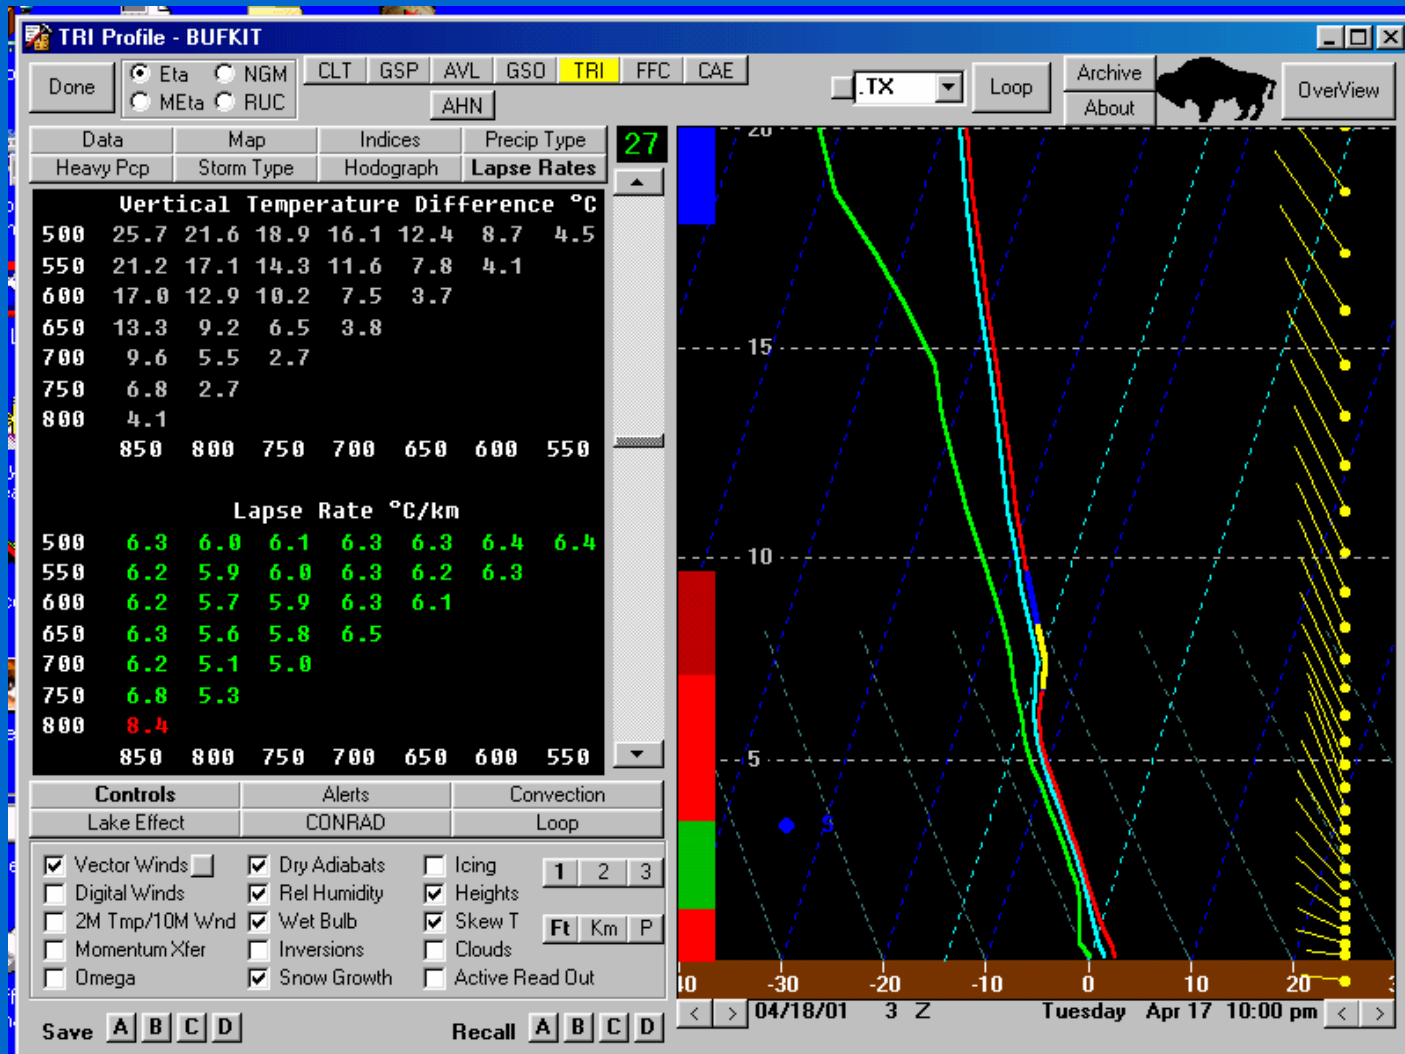 TRI Profile - BUFKIT
Done
Eta NGM
MEta RUC
CLT GSP AVL GSO TRI FFC CAE
AHN
.TX
Loop
Archive
About
OverView
Data Map Indices Precip Type
Heavy Pcp Storm Type Hodograph Lapse Rates
27
Vertical Temperature Difference °C
500 25.7 21.6 18.9 16.1 12.4 8.7 4.5
550 21.2 17.1 14.3 11.6 7.8 4.1
600 17.0 12.9 10.2 7.5 3.7
650 13.3 9.2 6.5 3.8
700 9.6 5.5 2.7
750 6.8 2.7
800 4.1
850 800 750 700 650 600 550
Lapse Rate °C/km
500 6.3 6.0 6.1 6.3 6.3 6.4 6.4
550 6.2 5.9 6.0 6.3 6.2 6.3
600 6.2 5.7 5.9 6.3 6.1
650 6.3 5.6 5.8 6.5
700 6.2 5.1 5.0
750 6.8 5.3
800 8.4
850 800 750 700 650 600 550
Controls Alerts Convection
Lake Effect CONRAD Loop
Vector Winds Dry Adiabats Icing
Digital Winds Rel Humidity Heights
2M Tmp/10M Wnd Wet Bulb Skew T
Momentum Xfer Inversions Clouds
Omega Snow Growth Active Read Out
1 2 3
Ft Km P
Save A B C D
Recall A B C D
20
15
10
5
S
-30 -20 -10 0 10 20
< > 04/18/01 3 Z Tuesday Apr 17 10:00 pm < >